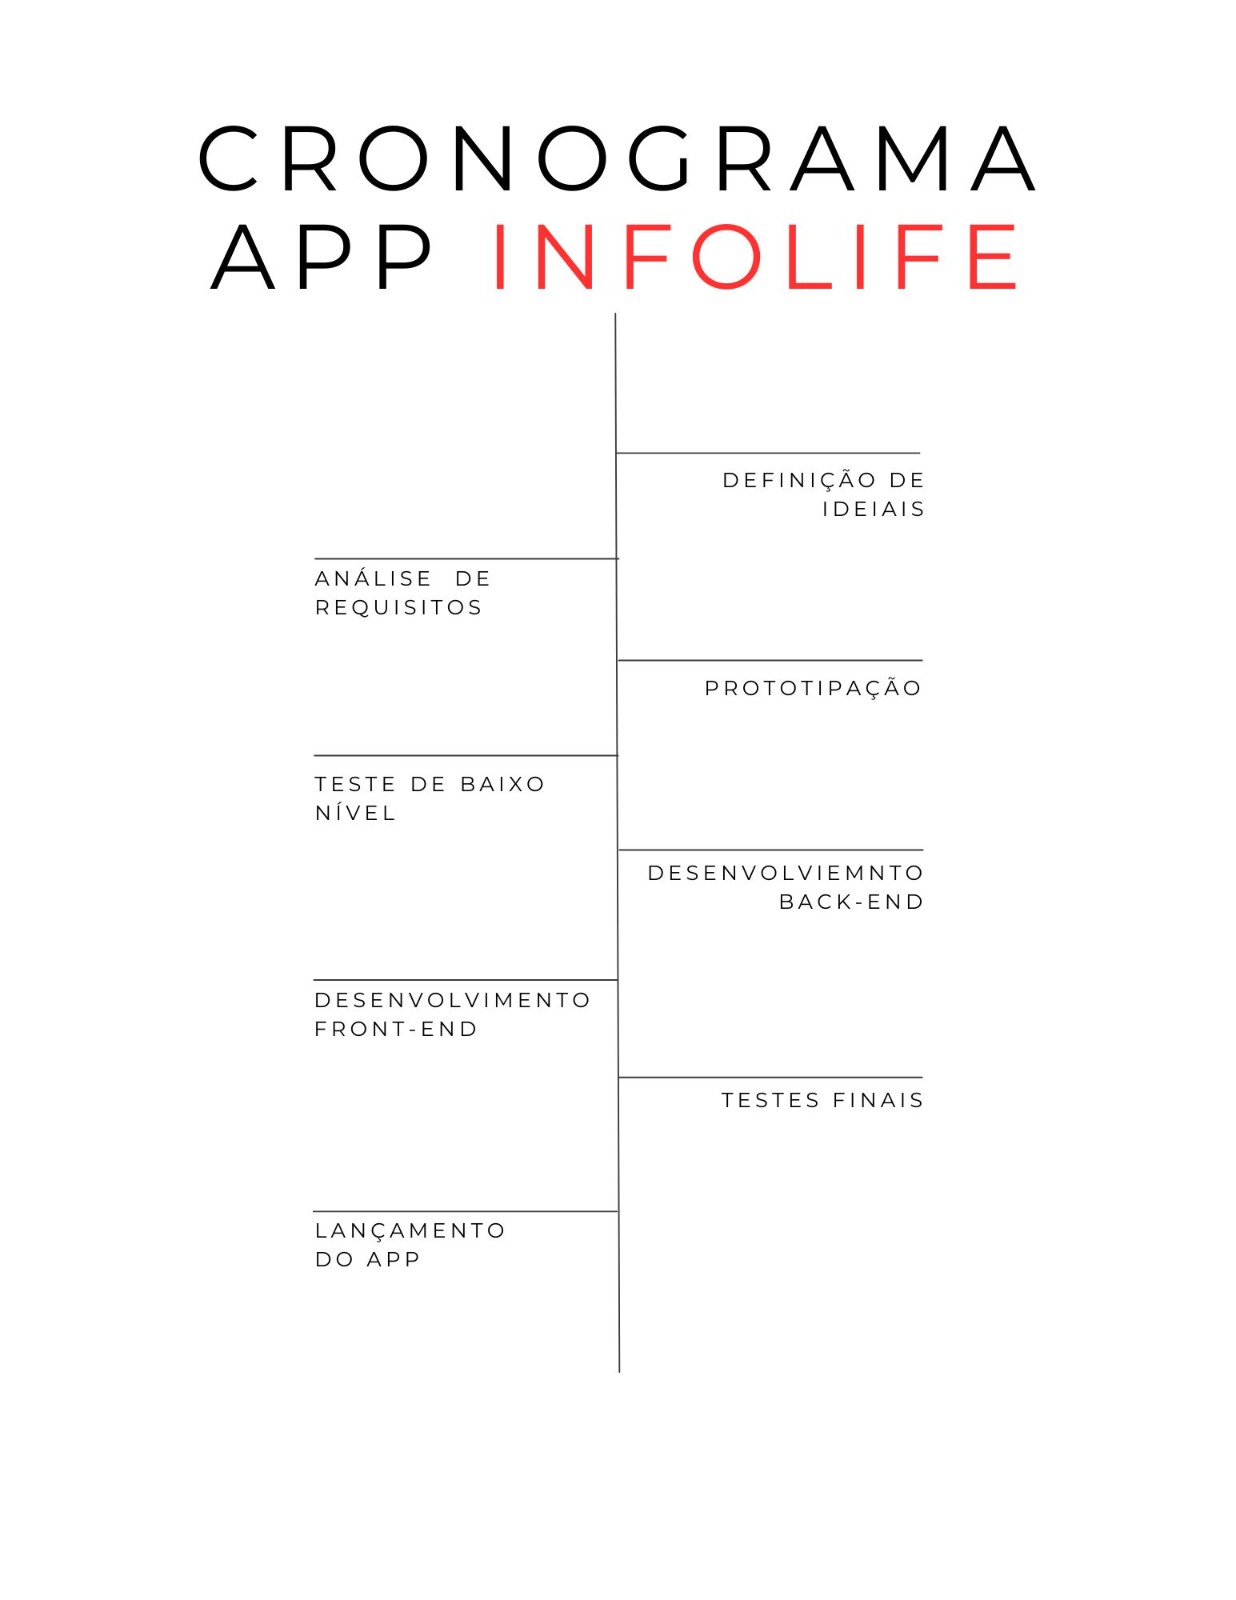 CRONOGRAMA
APP INFOLIFE
DEFINIÇÃO DE
IDEIAIS
ANÁLISE DE
REQUISITOS
PROTOTIPAÇÃO
TESTE DE BAIXO
NÍVEL
DESENVOLVIEMNTO
BACK-END
DESENVOLVIMENTO
FRONT-END
TESTES FINAIS
LANÇAMENTO
DO APP